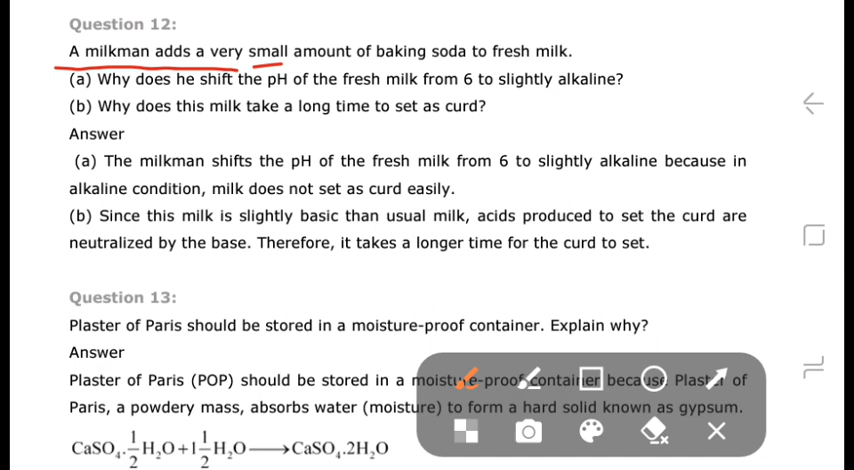 Question 12:
A milkman adds a very small amount of baking soda to fresh milk.
(a) Why does he shift the pH of the fresh milk from 6 to slightly alkaline?
(b) Why does this milk take a long time to set as curd?
Answer
(a) The milkman shifts the pH of the fresh milk from 6 to slightly alkaline because in
alkaline condition, milk does not set as curd easily.
(b) Since this milk is slightly basic than usual milk, acids produced to set the curd are
neutralized by the base. Therefore, it takes a longer time for the curd to set.
Question 13:
Plaster of Paris should be stored in a moisture-proof container. Explain why?
Answer
Plaster of Paris (POP) should be stored in a moisture-proof container because Plaster of
Paris, a powdery mass, absorbs water (moisture) to form a hard solid known as gypsum.
CaSO₄.½H₂O+1½H₂O⟶CaSO₄.2H₂O